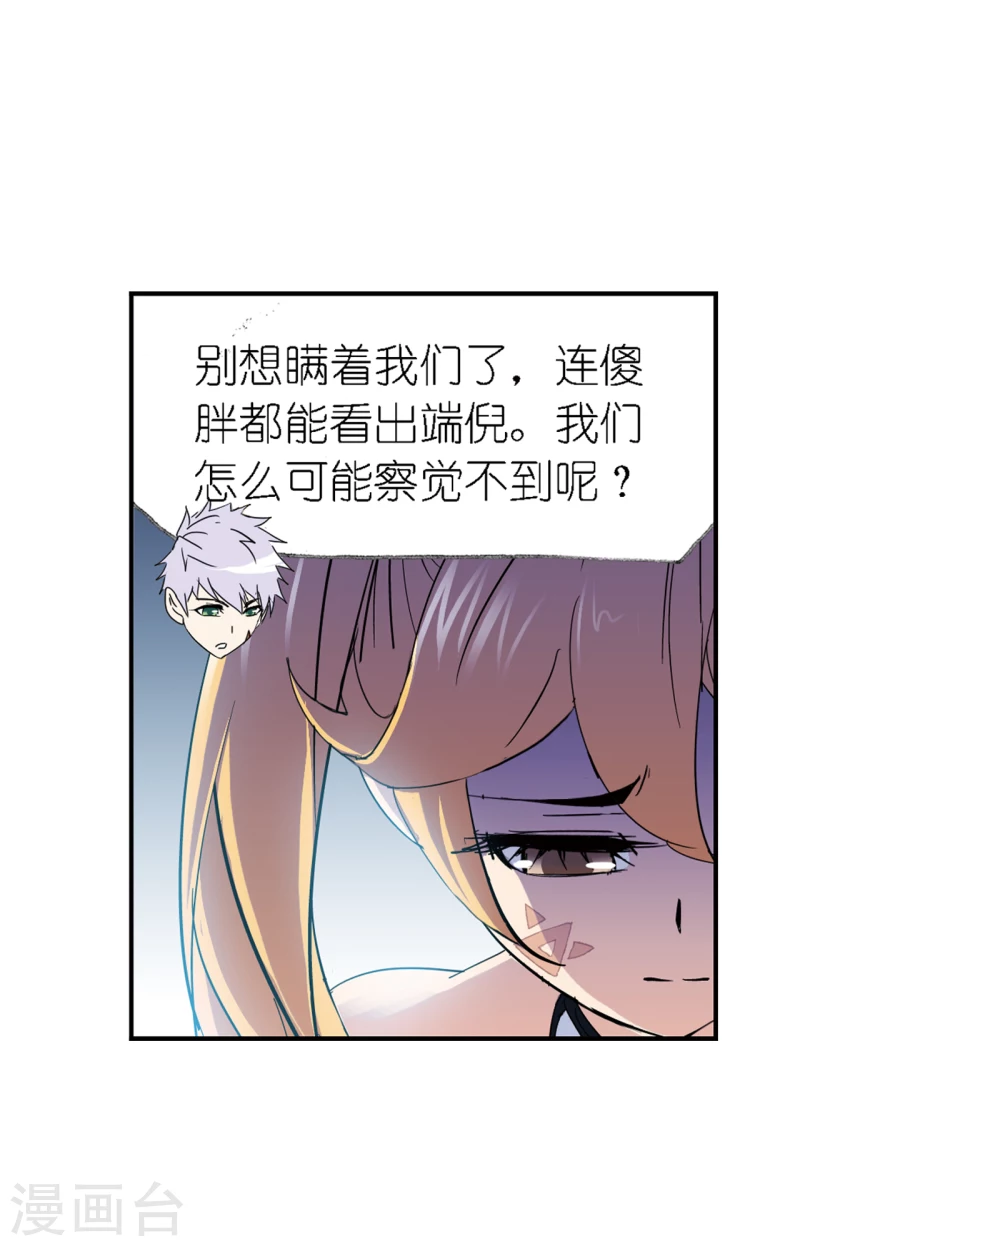 别想瞒着我们了，连傻
胖都能看出端倪。我们
怎么可能察觉不到呢？
漫画台